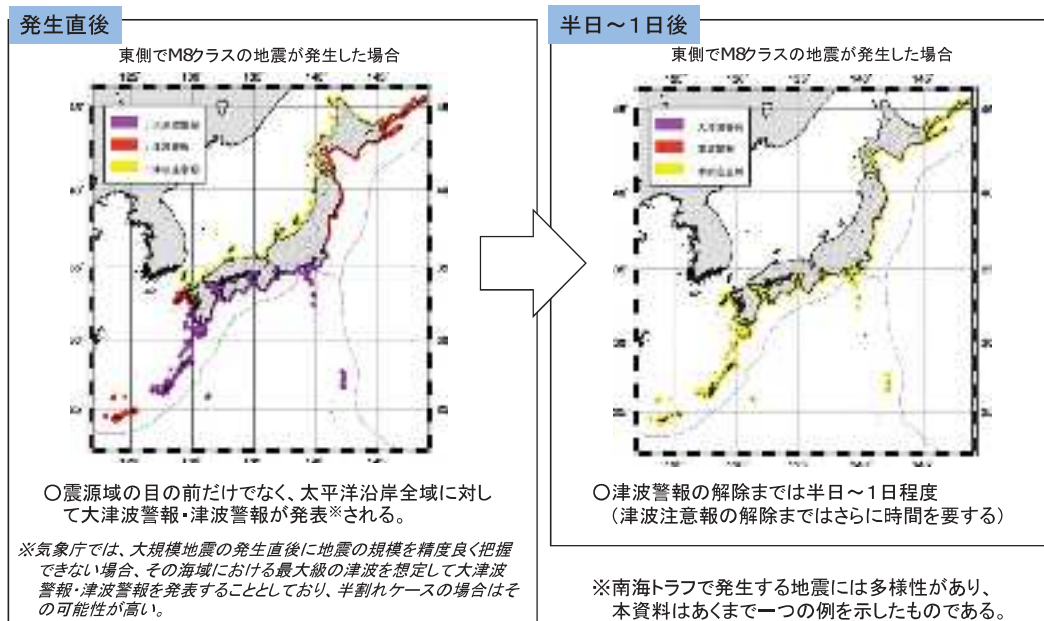 発生直後
東側でM8クラスの地震が発生した場合
大津波警報
津波警報
津波注意報
○震源域の目の前だけでなく、太平洋沿岸全域に対し
て大津波警報・津波警報が発表※される。
※気象庁では、大規模地震の発生直後に地震の規模を精度良く把握
できない場合、その海域における最大級の津波を想定して大津波
警報・津波警報を発表することとしており、半割れケースの場合はそ
の可能性が高い。
半日～1日後
東側でM8クラスの地震が発生した場合
大津波警報
津波警報
津波注意報
○津波警報の解除までは半日～1日程度
（津波注意報の解除まではさらに時間を要する）
※南海トラフで発生する地震には多様性があり、
本資料はあくまで一つの例を示したものである。